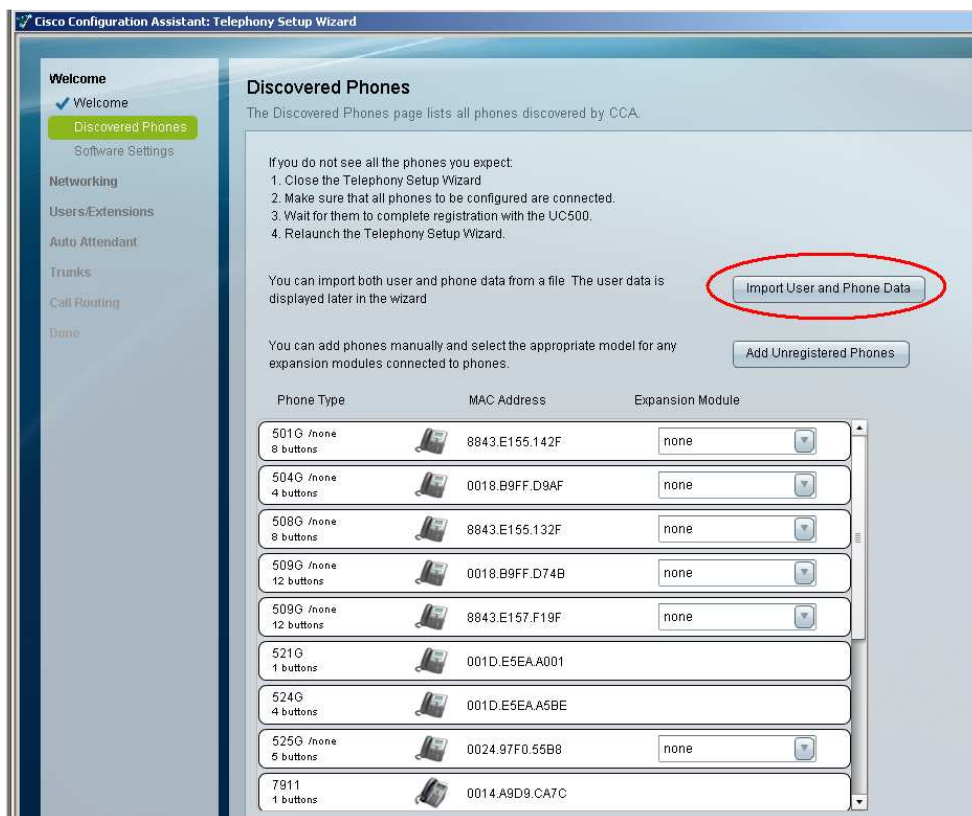 Cisco Configuration Assistant: Telephony Setup Wizard
Welcome
Welcome
Discovered Phones
Software Settings
Networking
Users/Extensions
Auto Attendant
Trunks
Call Routing
Done
Discovered Phones
The Discovered Phones page lists all phones discovered by CCA.
If you do not see all the phones you expect:
1. Close the Telephony Setup Wizard
2. Make sure that all phones to be configured are connected.
3. Wait for them to complete registration with the UC500.
4. Relaunch the Telephony Setup Wizard.
You can import both user and phone data from a file The user data is
displayed later in the wizard
Import User and Phone Data
You can add phones manually and select the appropriate model for any
expansion modules connected to phones.
Add Unregistered Phones
Phone Type MAC Address Expansion Module
501G /none
8 buttons
8843.E155.142F none
504G /none
4 buttons
0018.B9FF.D9AF none
508G /none
8 buttons
8843.E155.132F none
509G /none
12 buttons
0018.B9FF.D74B none
509G /none
12 buttons
8843.E157.F19F none
521G
1 buttons
001D.E5EA.A001
524G
4 buttons
001D.E5EA.A5BE
525G /none
5 buttons
0024.97F0.55B8 none
7911
1 buttons
0014.A9D9.CA7C